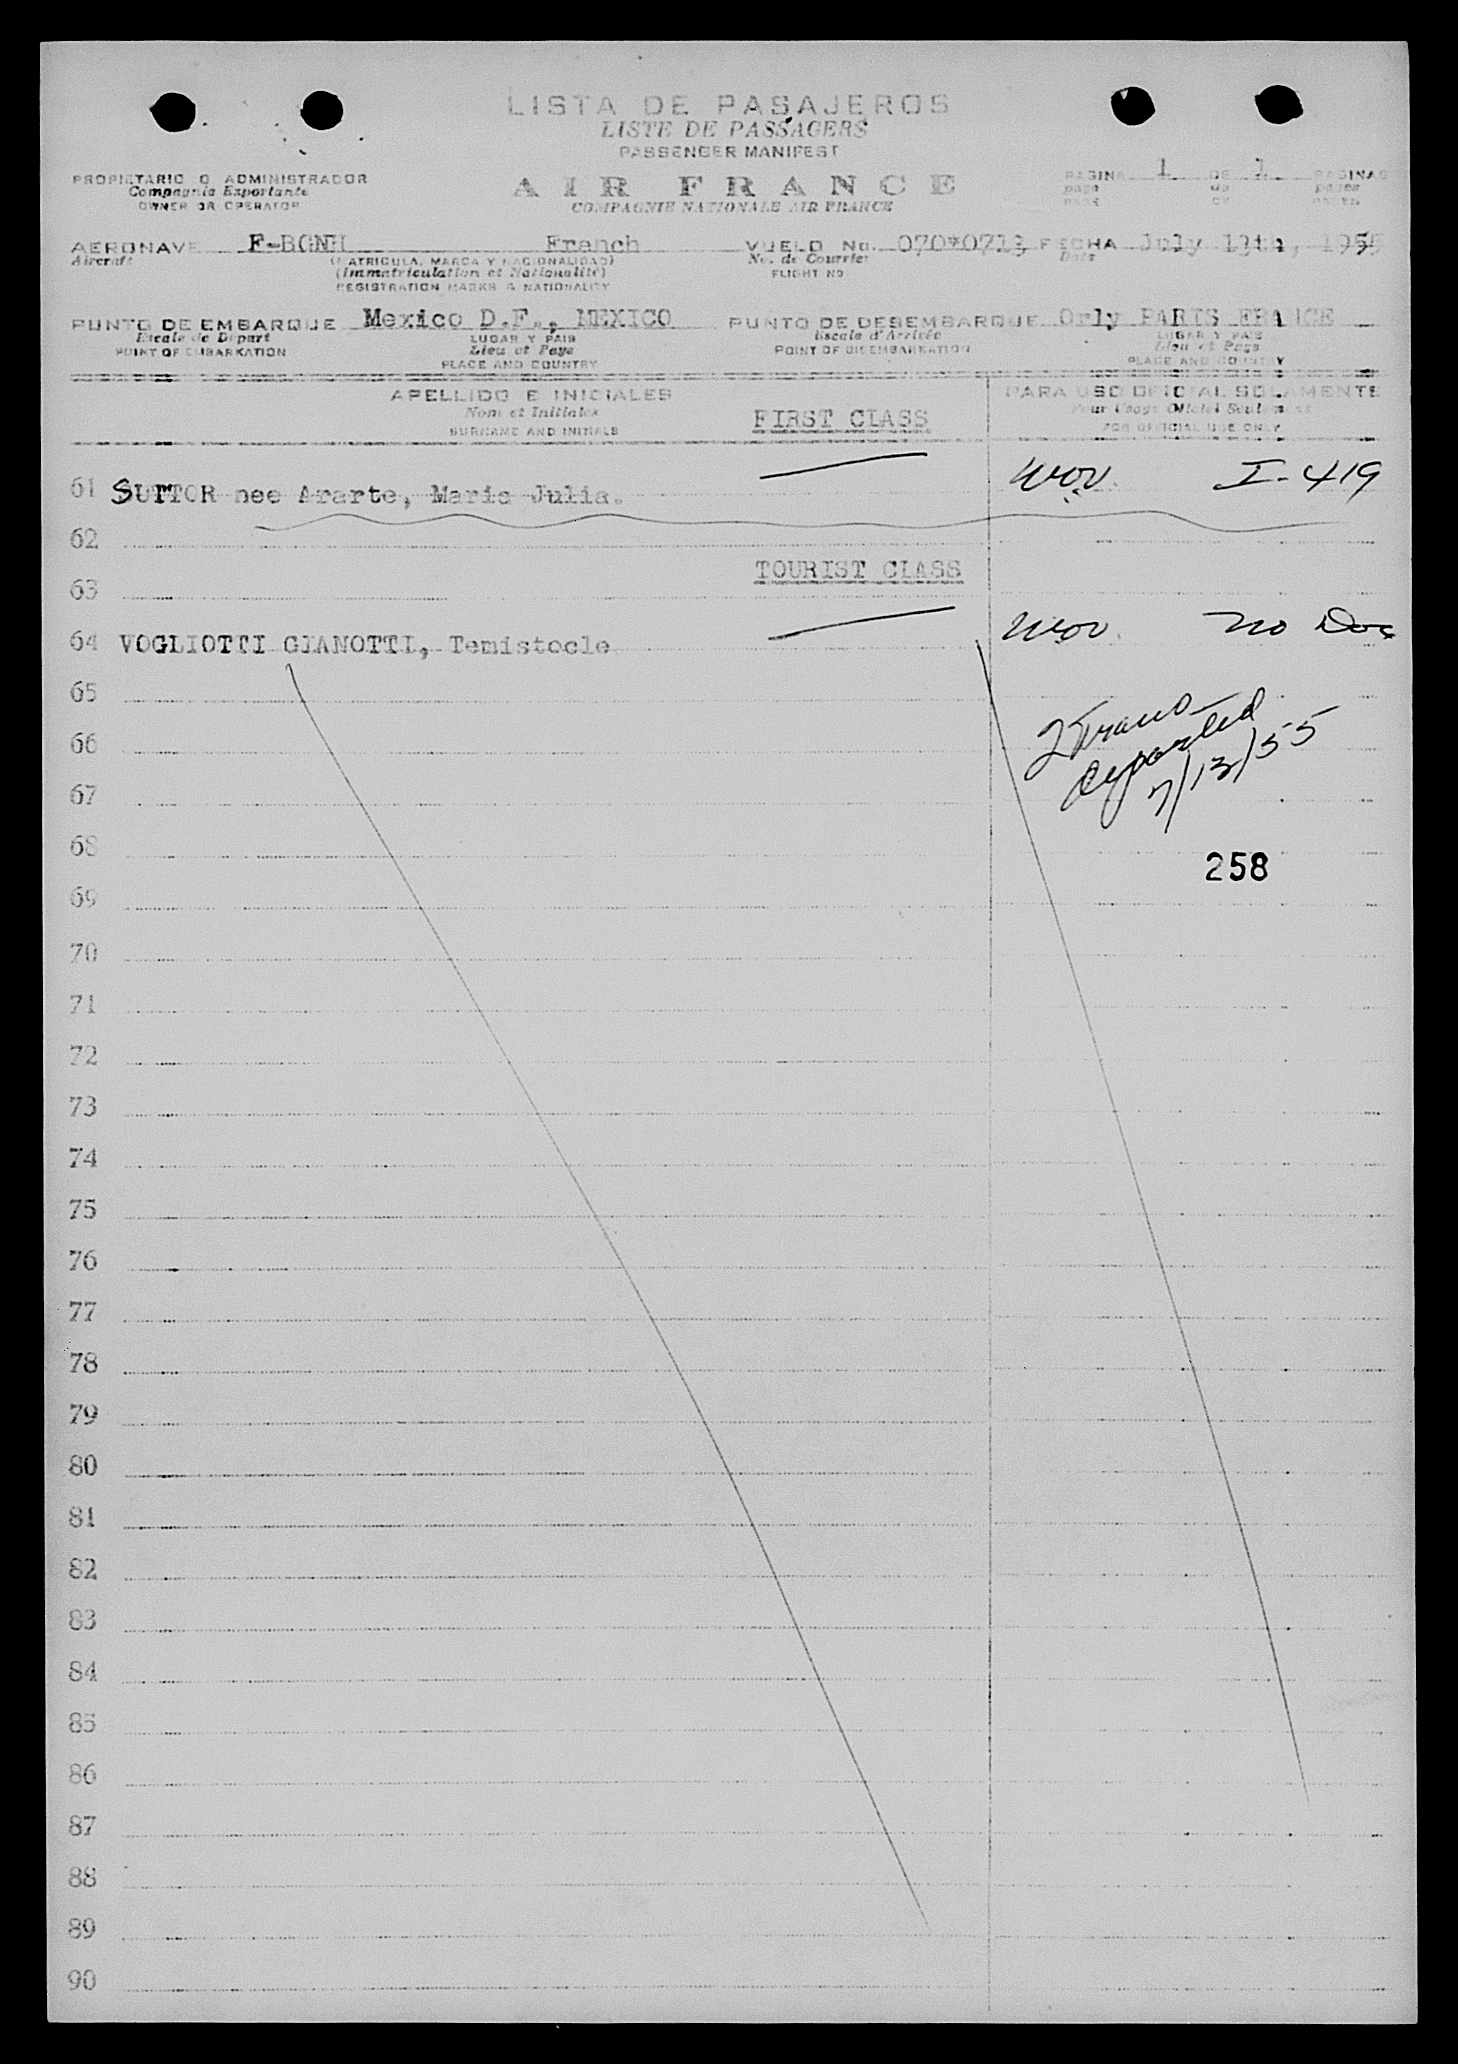 LISTA DE PASAJEROS
LISTE DE PASSAGERS
PASSENGER MANIFEST
PROPIETARIO O ADMINISTRADOR
Compagnie Exportante
OWNER OR OPERATOR
AIR FRANCE
COMPAGNIE NATIONALE AIR FRANCE
PAGINA 1 DE 1 PAGINAS
AERONAVE F-BGNH French VUELO No. 070*0713 FECHA July 13th, 1955
Aircraft (MATRICULA, MARCA Y NACIONALIDAD) No. de Courrier Date
(Immatriculation et Nationalité) FLIGHT NO
REGISTRATION MARKS & NATIONALITY
PUNTO DE EMBARQUE Mexico D.F., MEXICO PUNTO DE DESEMBARQUE Orly PARIS FRANCE
Escale de Départ LUGAR Y PAIS Escale d'Arrivée LUGAR Y PAIS
POINT OF EMBARKATION Lieu et Pays POINT OF DISEMBARKATION Lieu et Pays
PLACE AND COUNTRY PLACE AND COUNTRY
APELLIDO E INICIALES PARA USO OFICIAL SOLAMENTE
Nom et Initiales FIRST CLASS Pour Usage Officiel Seulement
SURNAME AND INITIALS FOR OFFICIAL USE ONLY
61 SUTTOR nee Ararte, Maria Julia. I-419
62
TOURIST CLASS
63
64 VOGLIOTTI GIANOTTI, Temistocle no Doc
65
2 Trans
66
departed
67 7/13/55
68
258
69
70
71
72
73
74
75
76
77
78
79
80
81
82
83
84
85
86
87
88
89
90